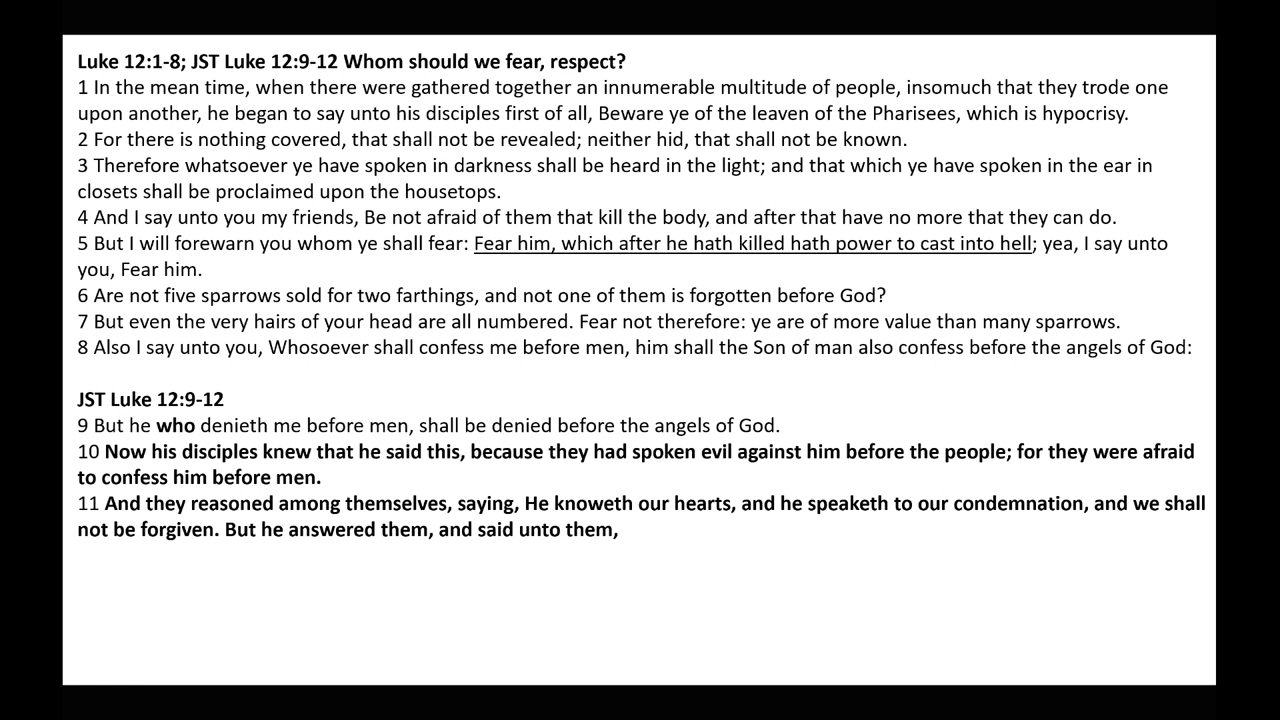 Luke 12:1-8; JST Luke 12:9-12 Whom should we fear, respect?
1 In the mean time, when there were gathered together an innumerable multitude of people, insomuch that they trode one
upon another, he began to say unto his disciples first of all, Beware ye of the leaven of the Pharisees, which is hypocrisy.
2 For there is nothing covered, that shall not be revealed; neither hid, that shall not be known.
3 Therefore whatsoever ye have spoken in darkness shall be heard in the light; and that which ye have spoken in the ear in
closets shall be proclaimed upon the housetops.
4 And I say unto you my friends, Be not afraid of them that kill the body, and after that have no more that they can do.
5 But I will forewarn you whom ye shall fear: Fear him, which after he hath killed hath power to cast into hell; yea, I say unto
you, Fear him.
6 Are not five sparrows sold for two farthings, and not one of them is forgotten before God?
7 But even the very hairs of your head are all numbered. Fear not therefore: ye are of more value than many sparrows.
8 Also I say unto you, Whosoever shall confess me before men, him shall the Son of man also confess before the angels of God:
JST Luke 12:9-12
9 But he who denieth me before men, shall be denied before the angels of God.
10 Now his disciples knew that he said this, because they had spoken evil against him before the people; for they were afraid
to confess him before men.
11 And they reasoned among themselves, saying, He knoweth our hearts, and he speaketh to our condemnation, and we shall
not be forgiven. But he answered them, and said unto them,